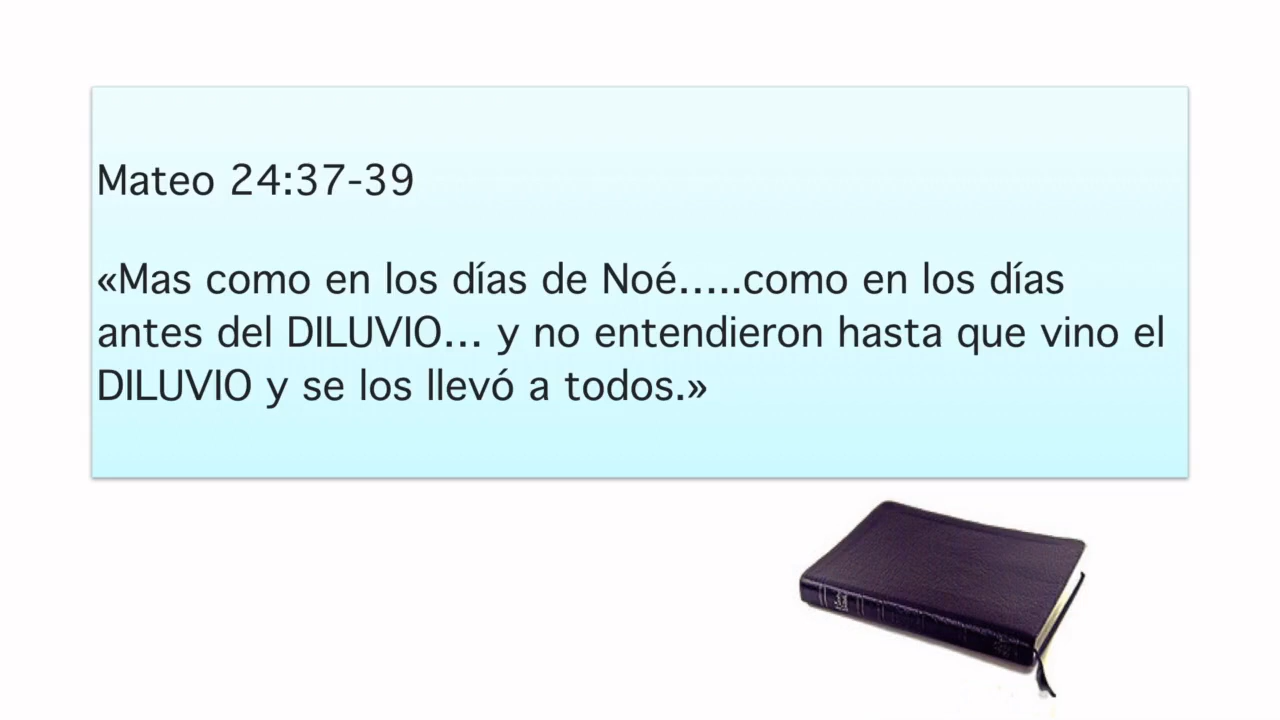 Mateo 24:37-39
«Mas como en los días de Noé.....como en los días
antes del DILUVIO... y no entendieron hasta que vino el
DILUVIO y se los llevó a todos.»